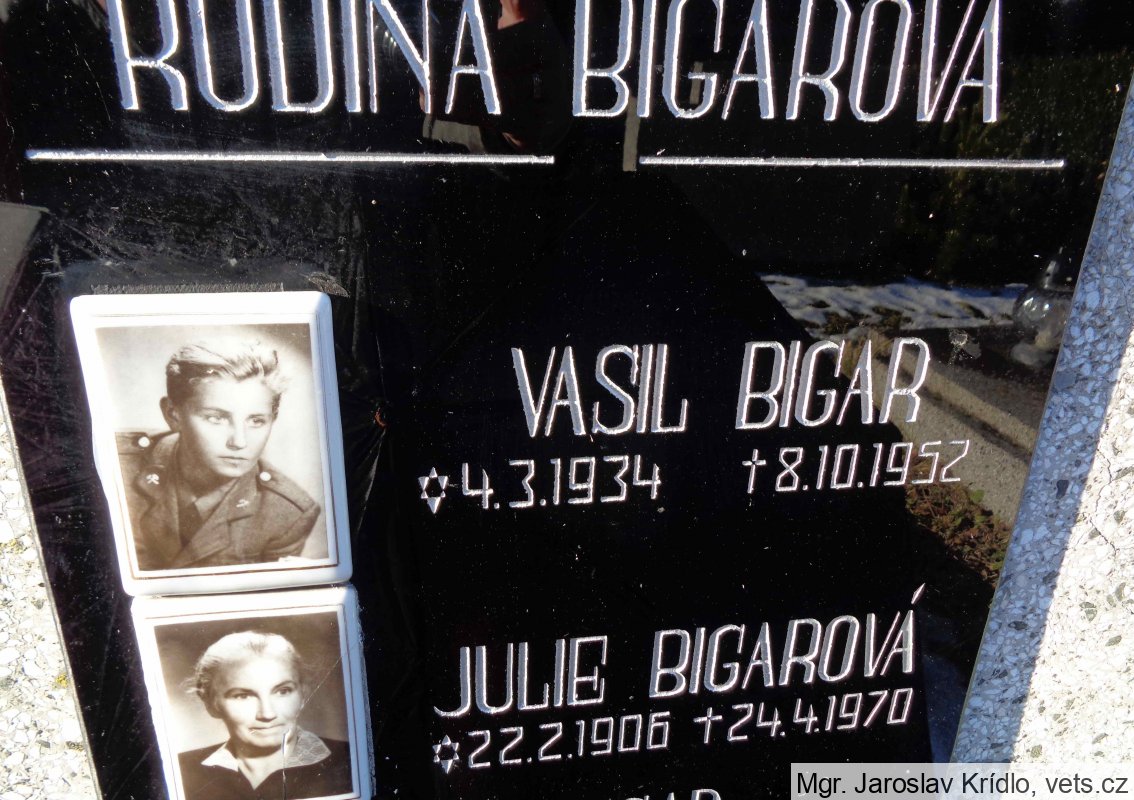 RODINA BIGAROVÁ
VASIL BIGAR
✡4.3.1934 †8.10.1952
JULIE BIGAROVÁ
✡22.2.1906 †24.4.1970
Mgr. Jaroslav Krídlo, vets.cz